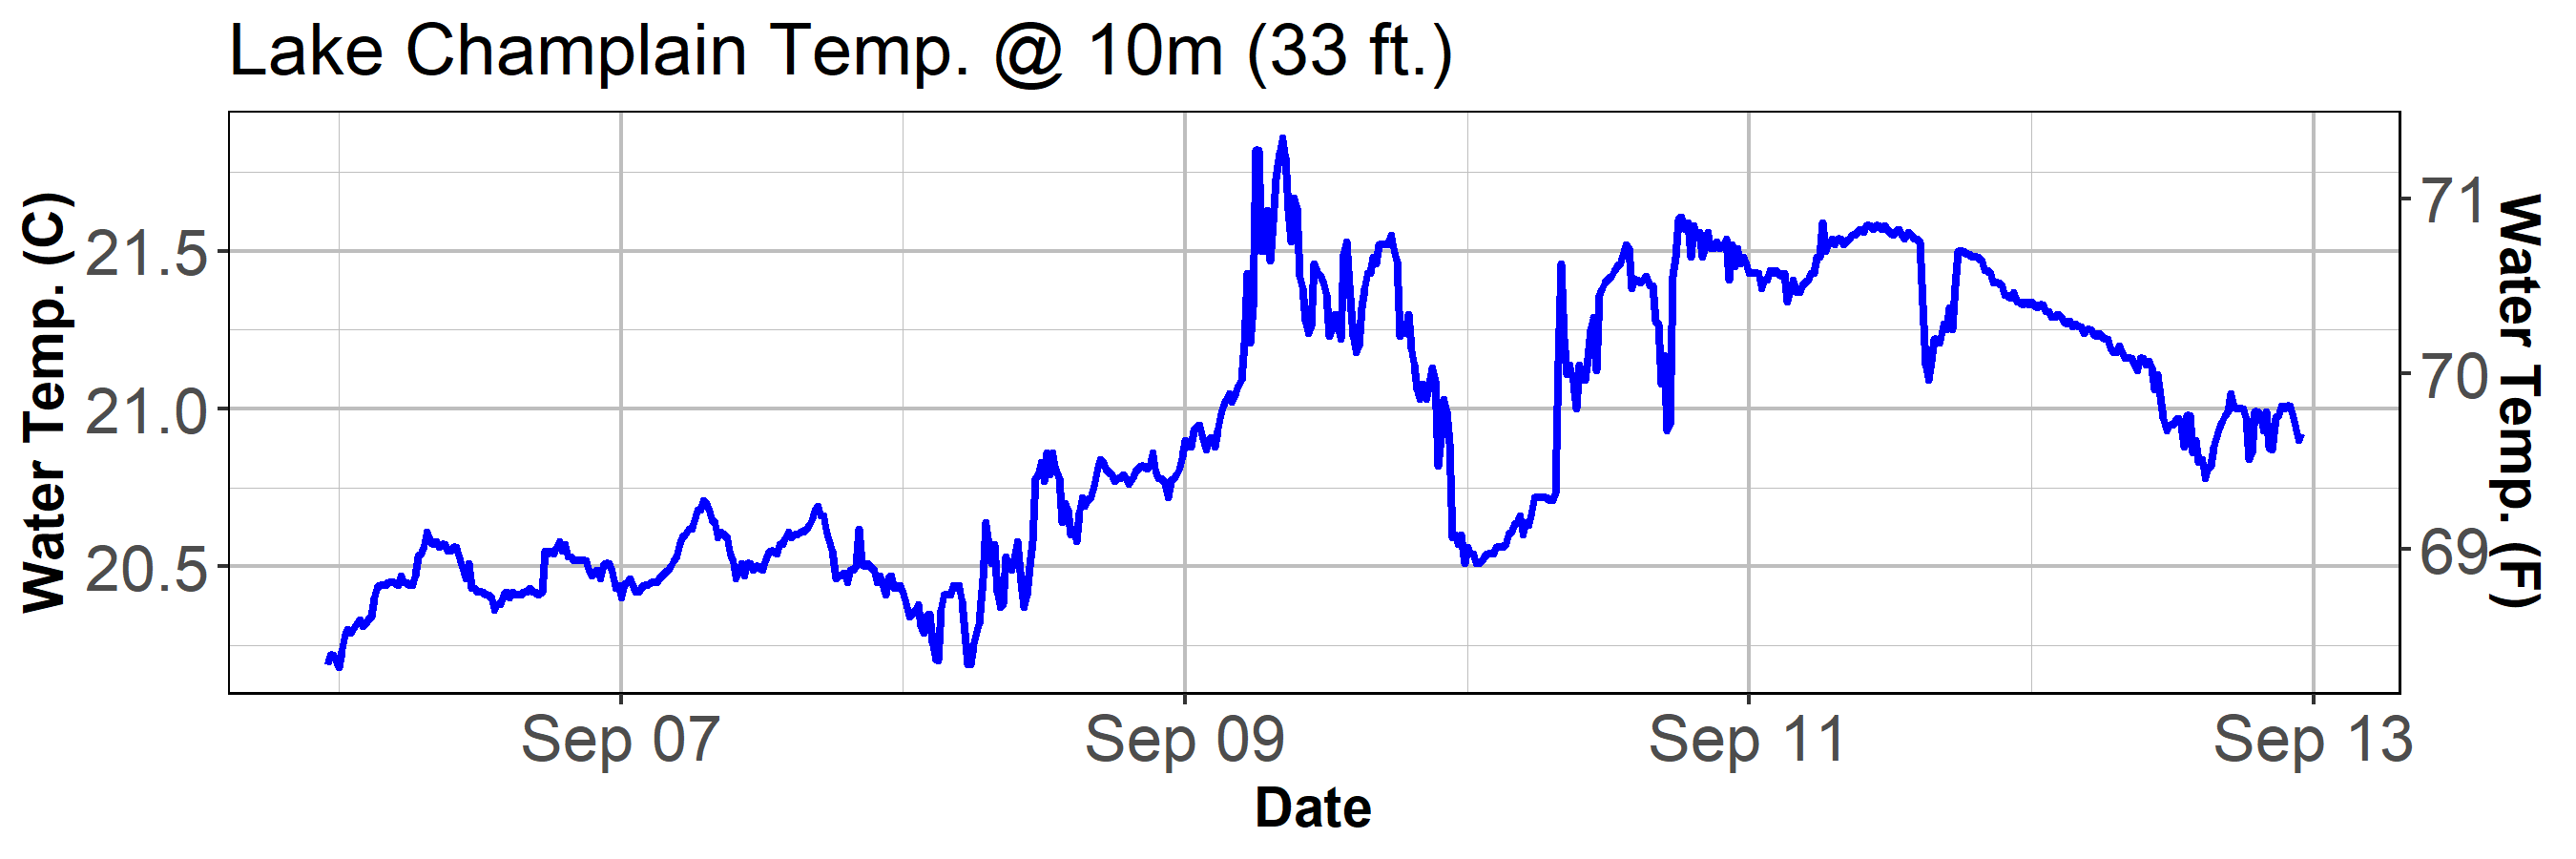 Lake Champlain Temp. @ 10m (33 ft.)
Water Temp. (C)
21.5
21.0
20.5
71
70
69
Water Temp. (F)
Sep 07
Sep 09
Sep 11
Sep 13
Date